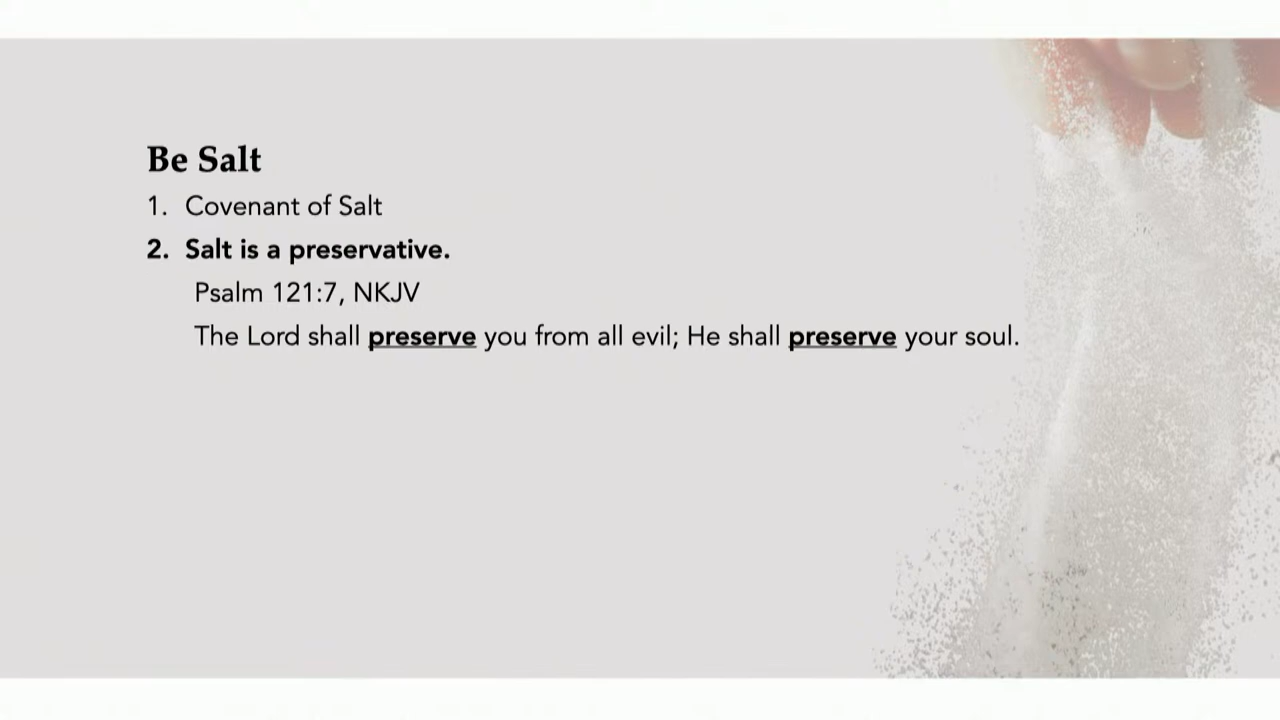 Be Salt
1. Covenant of Salt
2. Salt is a preservative.
Psalm 121:7, NKJV
The Lord shall preserve you from all evil; He shall preserve your soul.